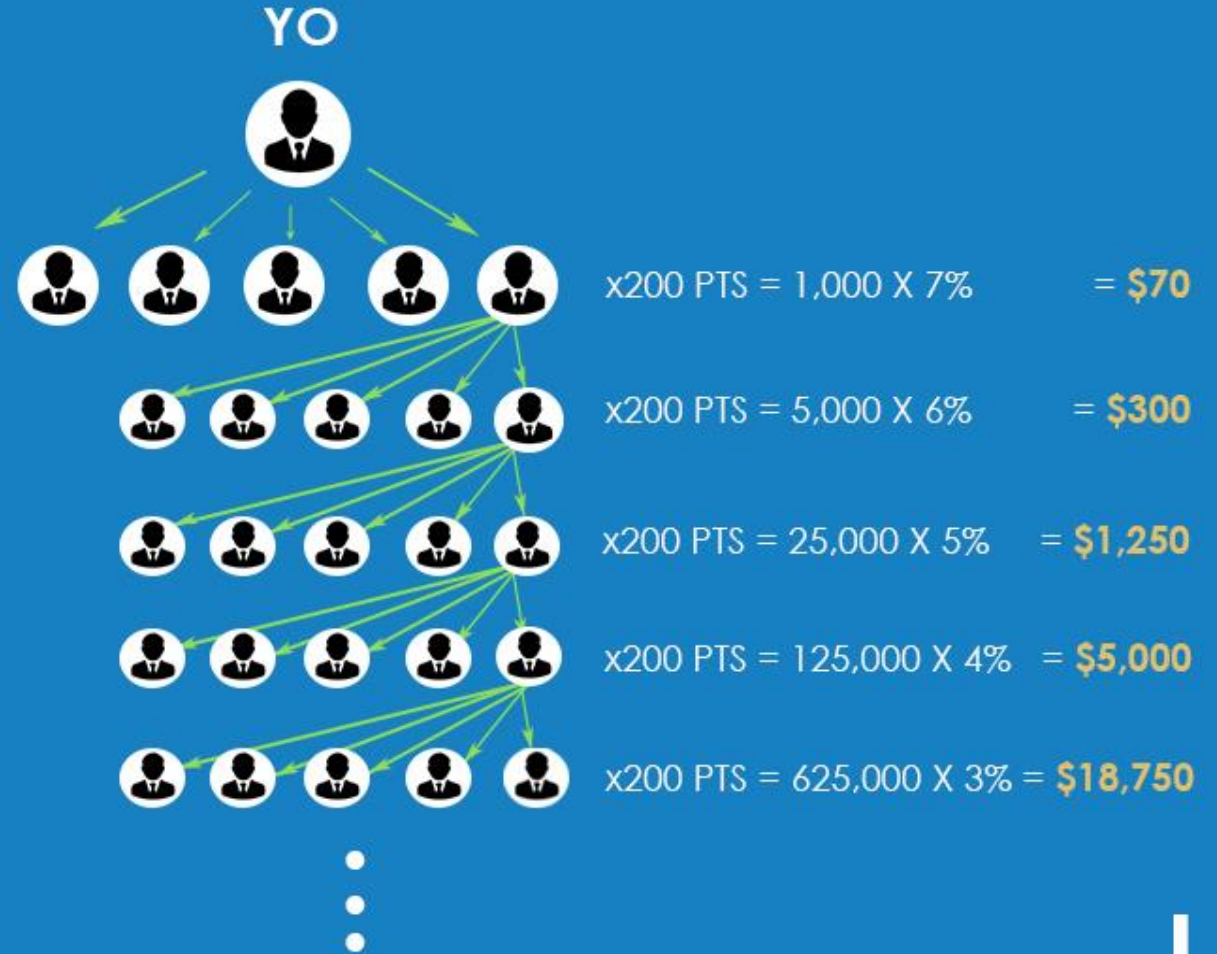 YO
x200 PTS = 1,000 X 7% = $70
x200 PTS = 5,000 X 6% = $300
x200 PTS = 25,000 X 5% = $1,250
x200 PTS = 125,000 X 4% = $5,000
x200 PTS = 625,000 X 3% = $18,750